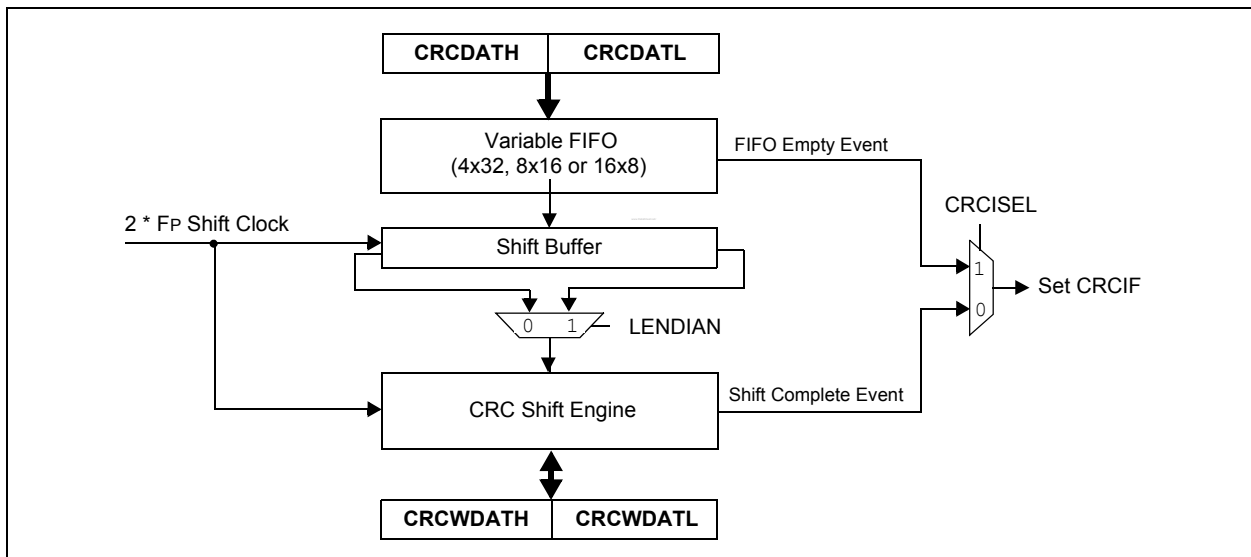 CRCDATH CRCDATL
Variable FIFO
(4x32, 8x16 or 16x8)
FIFO Empty Event
CRCISEL
2 * FP Shift Clock
Shift Buffer
1
Set CRCIF
0
0 1
LENDIAN
CRC Shift Engine
Shift Complete Event
CRCWDATH CRCWDATL